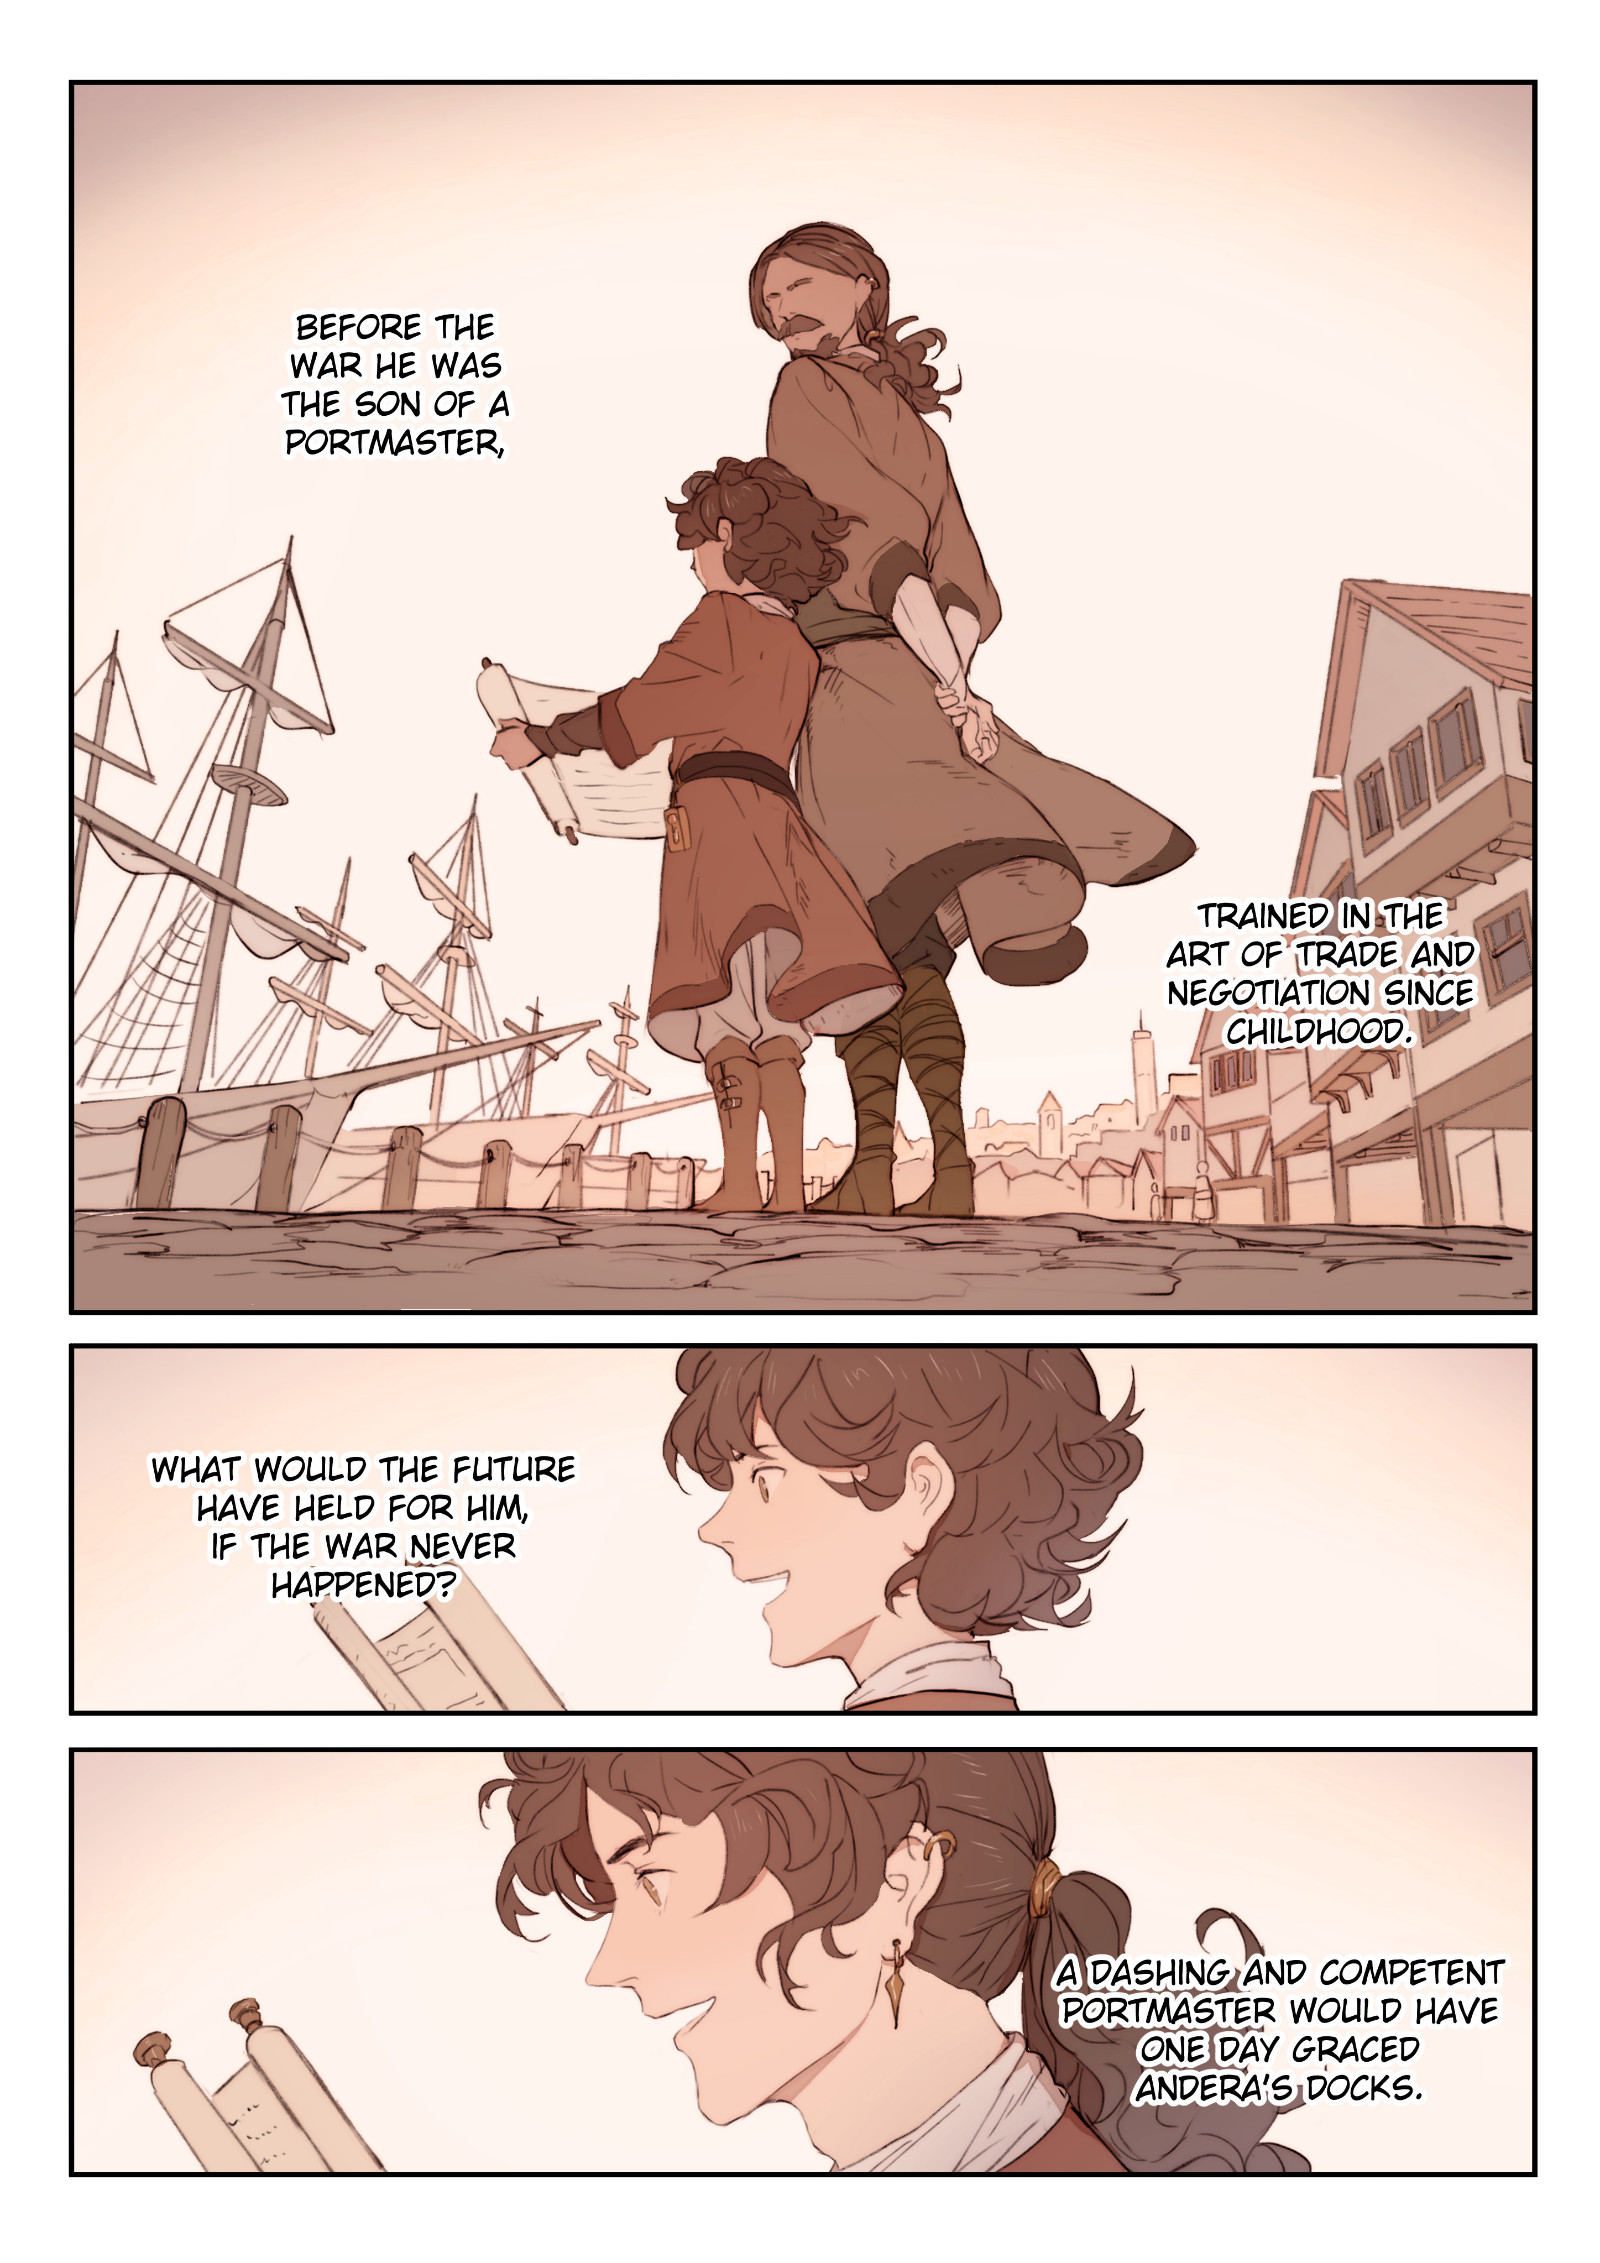 BEFORE THE
WAR HE WAS
THE SON OF A
PORTMASTER,
TRAINED IN THE
ART OF TRADE AND
NEGOTIATION SINCE
CHILDHOOD.
WHAT WOULD THE FUTURE
HAVE HELD FOR HIM,
IF THE WAR NEVER
HAPPENED?
A DASHING AND COMPETENT
PORTMASTER WOULD HAVE
ONE DAY GRACED
ANDERA'S DOCKS.